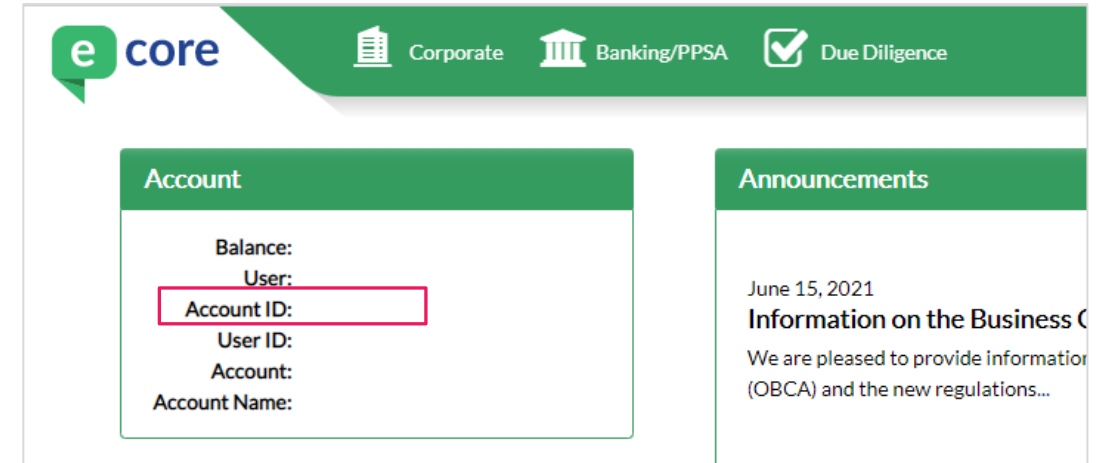 e core
Corporate
Banking/PPSA
Due Diligence
Account
Balance:
User:
Account ID:
User ID:
Account:
Account Name:
Announcements
June 15, 2021
Information on the Business
We are pleased to provide information
(OBCA) and the new regulations...